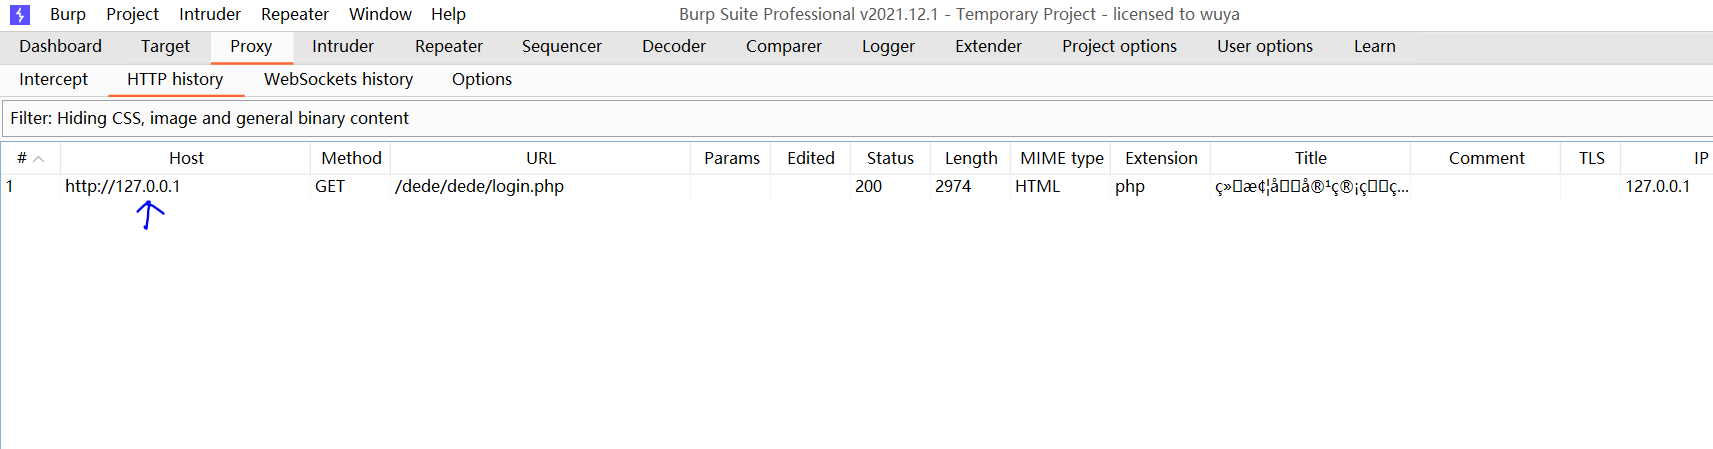 Burp Project Intruder Repeater Window Help Burp Suite Professional v2021.12.1 - Temporary Project - licensed to wuya
Dashboard Target Proxy Intruder Repeater Sequencer Decoder Comparer Logger Extender Project options User options Learn
Intercept HTTP history WebSockets history Options
Filter: Hiding CSS, image and general binary content
# Host Method URL Params Edited Status Length MIME type Extension Title Comment TLS IP
1 http://127.0.0.1 GET /dede/dede/login.php 200 2974 HTML php 127.0.0.1